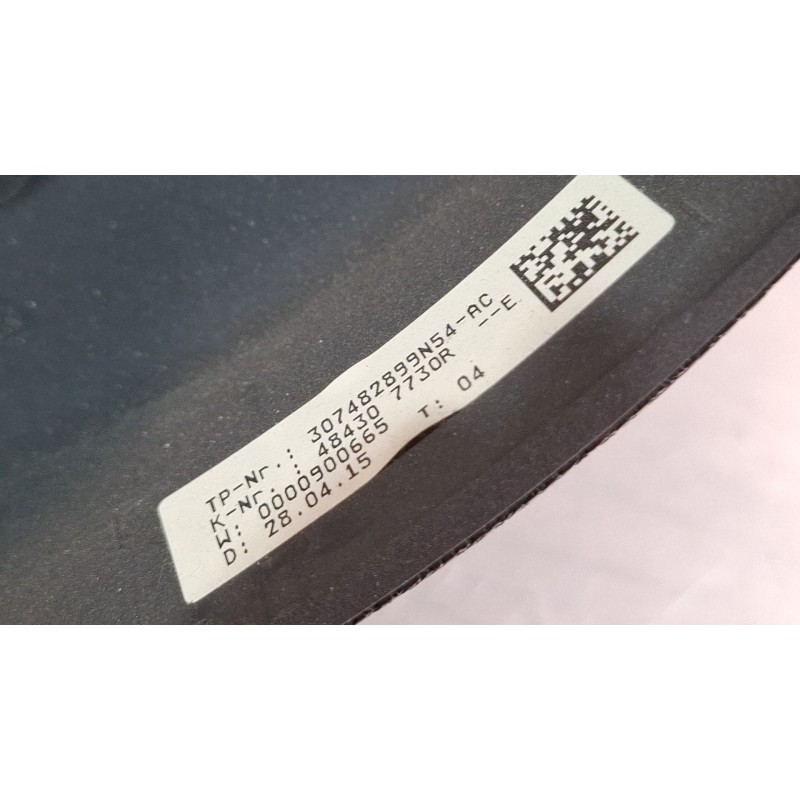 TP-Nr.: 307482899N54-AC
K-Nr.: 48430 7730R --E
W: 0000900665 T: 04
D: 28.04.15